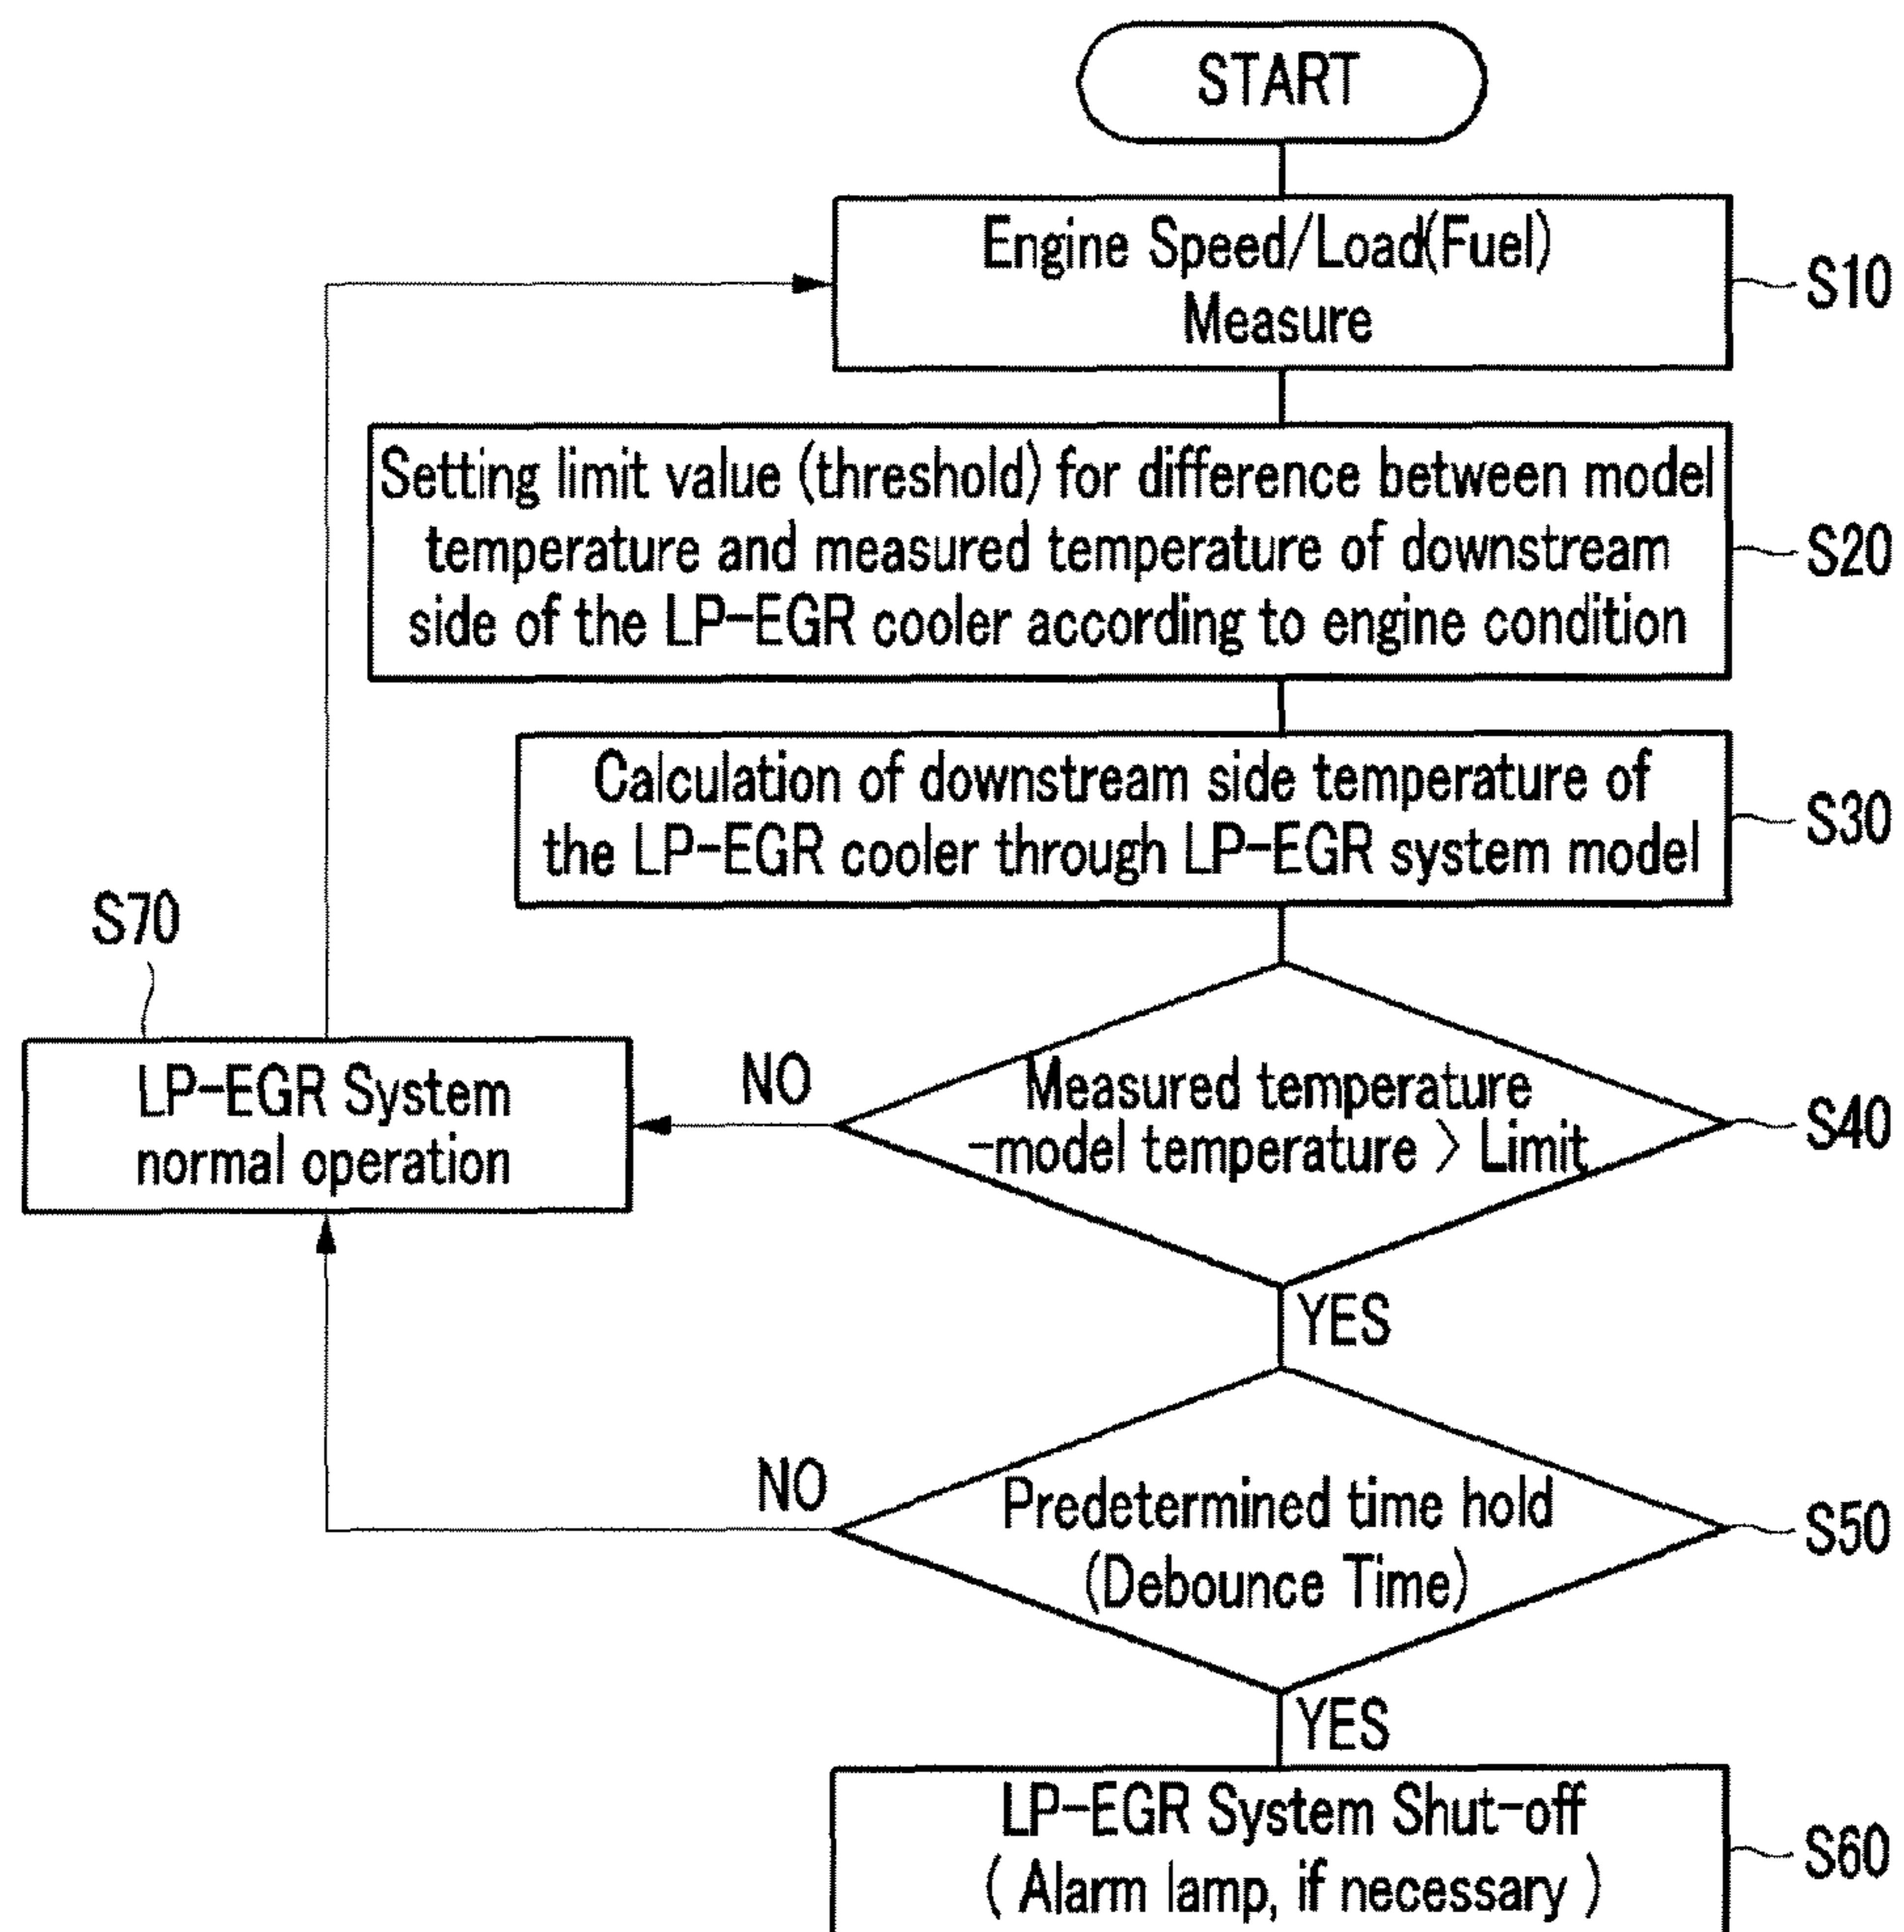 START
Engine Speed/Load(Fuel)
Measure
S10
Setting limit value (threshold) for difference between model
temperature and measured temperature of downstream
side of the LP-EGR cooler according to engine condition
S20
Calculation of downstream side temperature of
the LP-EGR cooler through LP-EGR system model
S30
S70
LP-EGR System
normal operation
NO
Measured temperature
-model temperature > Limit
S40
YES
NO
Predetermined time hold
(Debounce Time)
S50
YES
LP-EGR System Shut-off
( Alarm lamp, if necessary )
S60